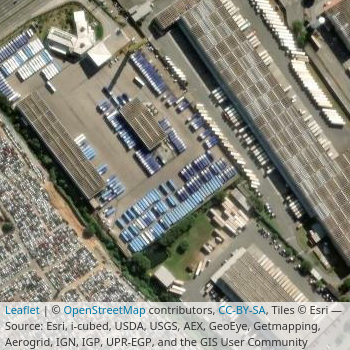 Leaflet | © OpenStreetMap contributors, CC-BY-SA, Tiles © Esri —
Source: Esri, i-cubed, USDA, USGS, AEX, GeoEye, Getmapping,
Aerogrid, IGN, IGP, UPR-EGP, and the GIS User Community